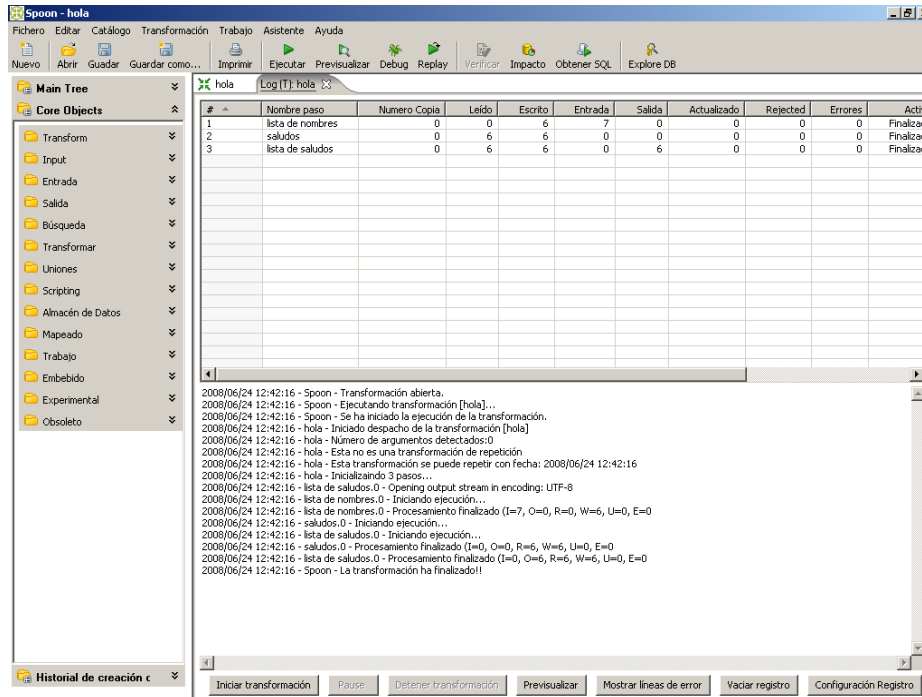 Spoon - hola
Fichero Editar Catálogo Transformación Trabajo Asistente Ayuda
Nuevo Abrir Guadar Guardar como... Imprimir Ejecutar Previsualizar Debug Replay Verificar Impacto Obtener SQL Explore DB
Main Tree
Core Objects
Transform
Input
Entrada
Salida
Búsqueda
Transformar
Uniones
Scripting
Almacén de Datos
Mapeado
Trabajo
Embebido
Experimental
Obsoleto
Historial de creación c
hola Log (T): hola
# Nombre paso Numero Copia Leído Escrito Entrada Salida Actualizado Rejected Errores Acti
1 lista de nombres 0 0 6 7 0 0 0 0 Finaliza
2 saludos 0 6 6 0 0 0 0 0 Finaliza
3 lista de saludos 0 6 6 0 6 0 0 0 Finaliza
2008/06/24 12:42:16 - Spoon - Transformación abierta.
2008/06/24 12:42:16 - Spoon - Ejecutando transformación [hola]...
2008/06/24 12:42:16 - Spoon - Se ha iniciado la ejecución de la transformación.
2008/06/24 12:42:16 - hola - Iniciado despacho de la transformación [hola]
2008/06/24 12:42:16 - hola - Número de argumentos detectados:0
2008/06/24 12:42:16 - hola - Esta no es una transformación de repetición
2008/06/24 12:42:16 - hola - Esta transformación se puede repetir con fecha: 2008/06/24 12:42:16
2008/06/24 12:42:16 - hola - Inicializaindo 3 pasos...
2008/06/24 12:42:16 - lista de saludos.0 - Opening output stream in encoding: UTF-8
2008/06/24 12:42:16 - lista de nombres.0 - Iniciando ejecución...
2008/06/24 12:42:16 - lista de nombres.0 - Procesamiento finalizado (I=7, O=0, R=0, W=6, U=0, E=0
2008/06/24 12:42:16 - saludos.0 - Iniciando ejecución...
2008/06/24 12:42:16 - lista de saludos.0 - Iniciando ejecución...
2008/06/24 12:42:16 - saludos.0 - Procesamiento finalizado (I=0, O=0, R=6, W=6, U=0, E=0
2008/06/24 12:42:16 - lista de saludos.0 - Procesamiento finalizado (I=0, O=6, R=6, W=6, U=0, E=0
2008/06/24 12:42:16 - Spoon - La transformación ha finalizado!!
Iniciar transformación Pause Detener transformación Previsualizar Mostrar líneas de error Vaciar registro Configuración Registro